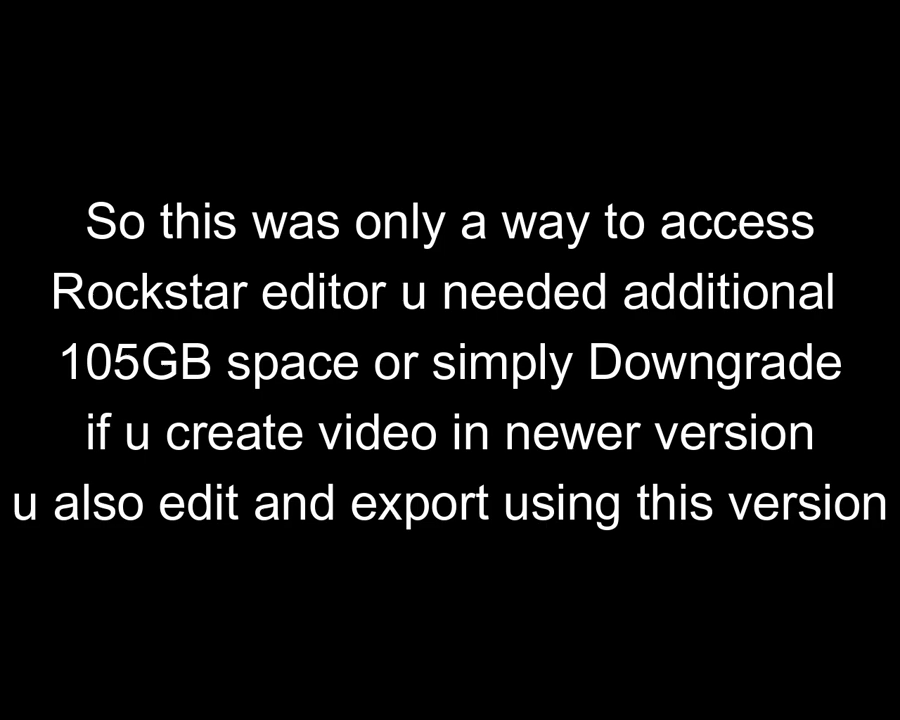 So this was only a way to access
Rockstar editor u needed additional
105GB space or simply Downgrade
if u create video in newer version
u also edit and export using this version